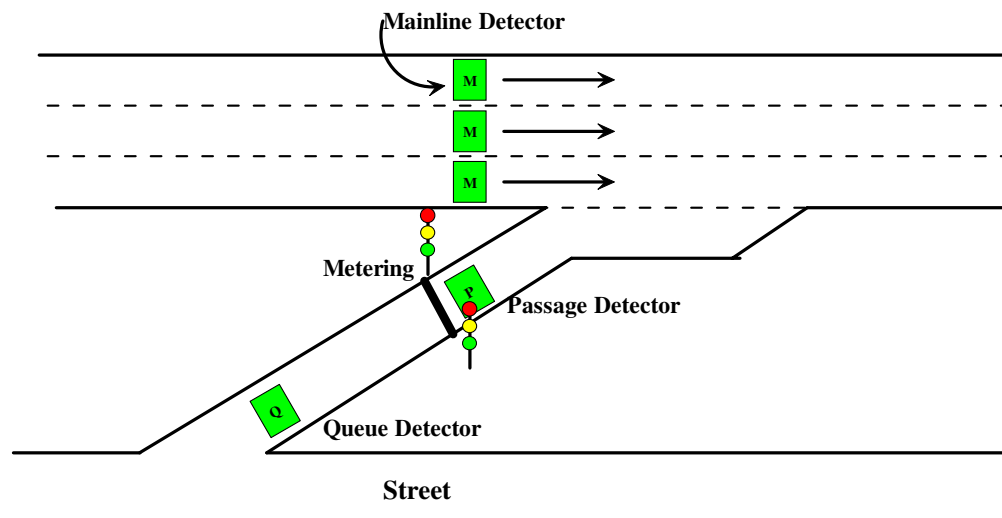 Mainline Detector
M
M
M
Metering
P
Passage Detector
Q
Queue Detector
Street